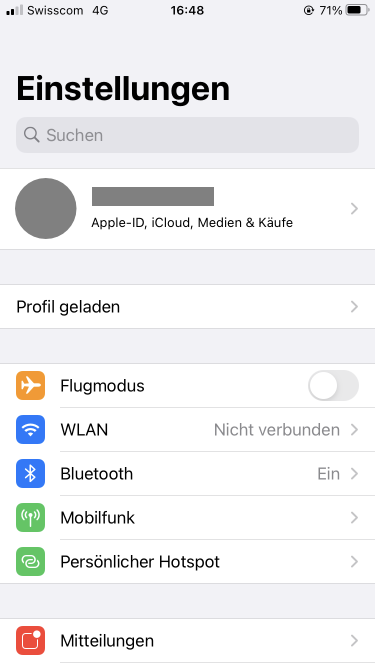 Swisscom 4G 16:48 71%
Einstellungen
Suchen
Apple-ID, iCloud, Medien & Käufe
Profil geladen
Flugmodus
WLAN Nicht verbunden
Bluetooth Ein
Mobilfunk
Persönlicher Hotspot
Mitteilungen